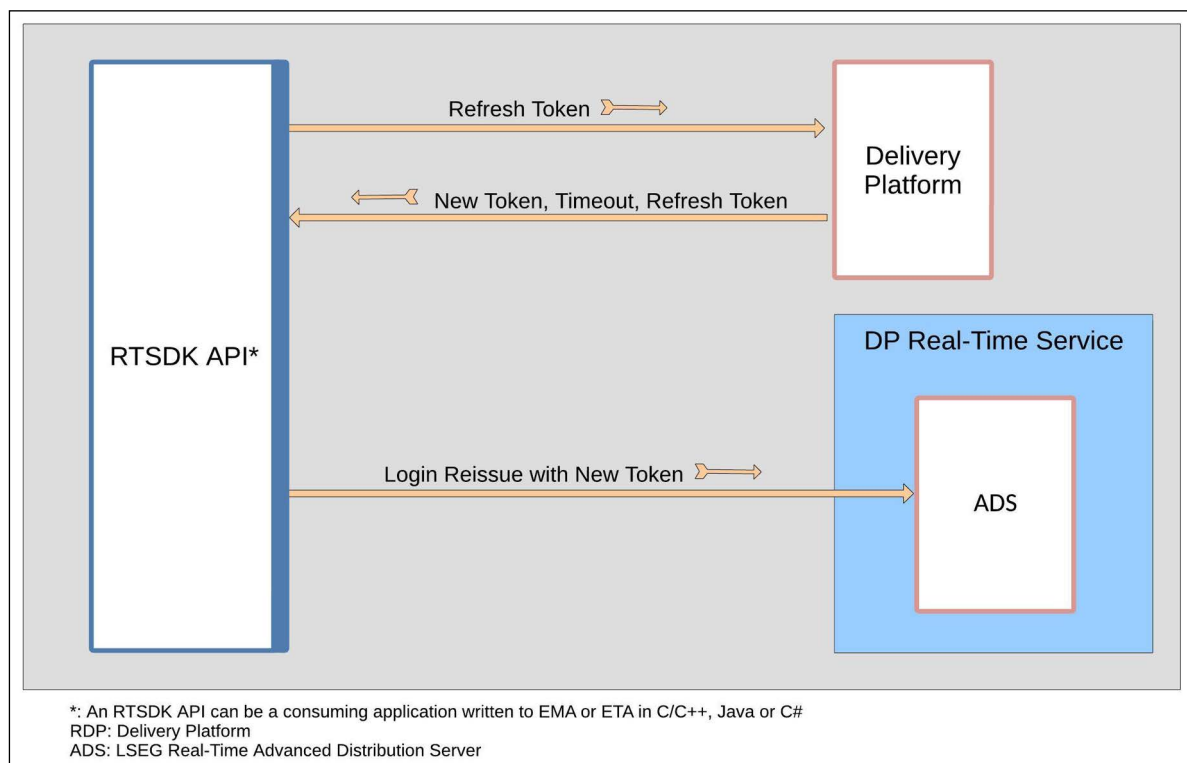 Refresh Token
Delivery
Platform
New Token, Timeout, Refresh Token
DP Real-Time Service
RTSDK API*
Login Reissue with New Token
ADS
*: An RTSDK API can be a consuming application written to EMA or ETA in C/C++, Java or C#
RDP: Delivery Platform
ADS: LSEG Real-Time Advanced Distribution Server